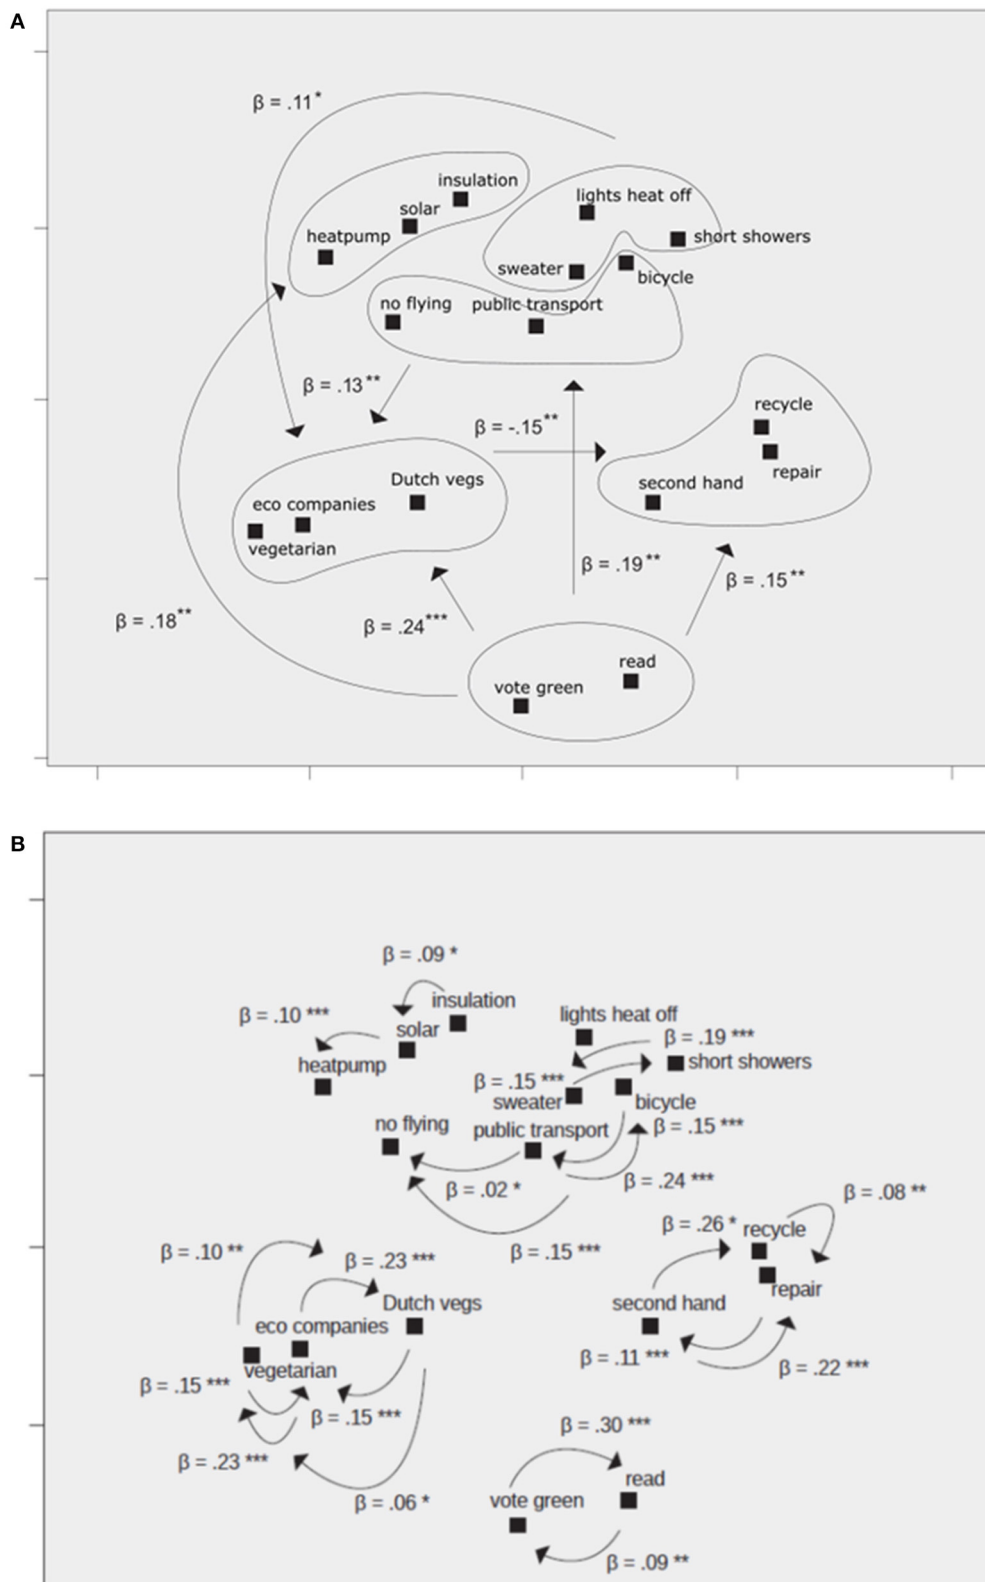 A
β = .11*
insulation
lights heat off
solar
heatpump
short showers
sweater
bicycle
no flying
public transport
β = .13**
recycle
β = -.15**
repair
Dutch vegs
second hand
eco companies
vegetarian
β = .19**
β = .15**
β = .18**
β = .24***
read
vote green
B
β = .09 *
insulation
β = .10 ***
lights heat off
solar
β = .19 ***
heatpump
short showers
β = .15 ***
sweater
bicycle
no flying
public transport
β = .15 ***
β = .02 *
β = .24 ***
β = .08 **
β = .26 *
recycle
β = .10 **
β = .15 ***
β = .23 ***
repair
Dutch vegs
second hand
eco companies
β = .11 ***
vegetarian
β = .22 ***
β = .15 ***
β = .15 ***
β = .30 ***
β = .23 ***
read
β = .06 *
vote green
β = .09 **